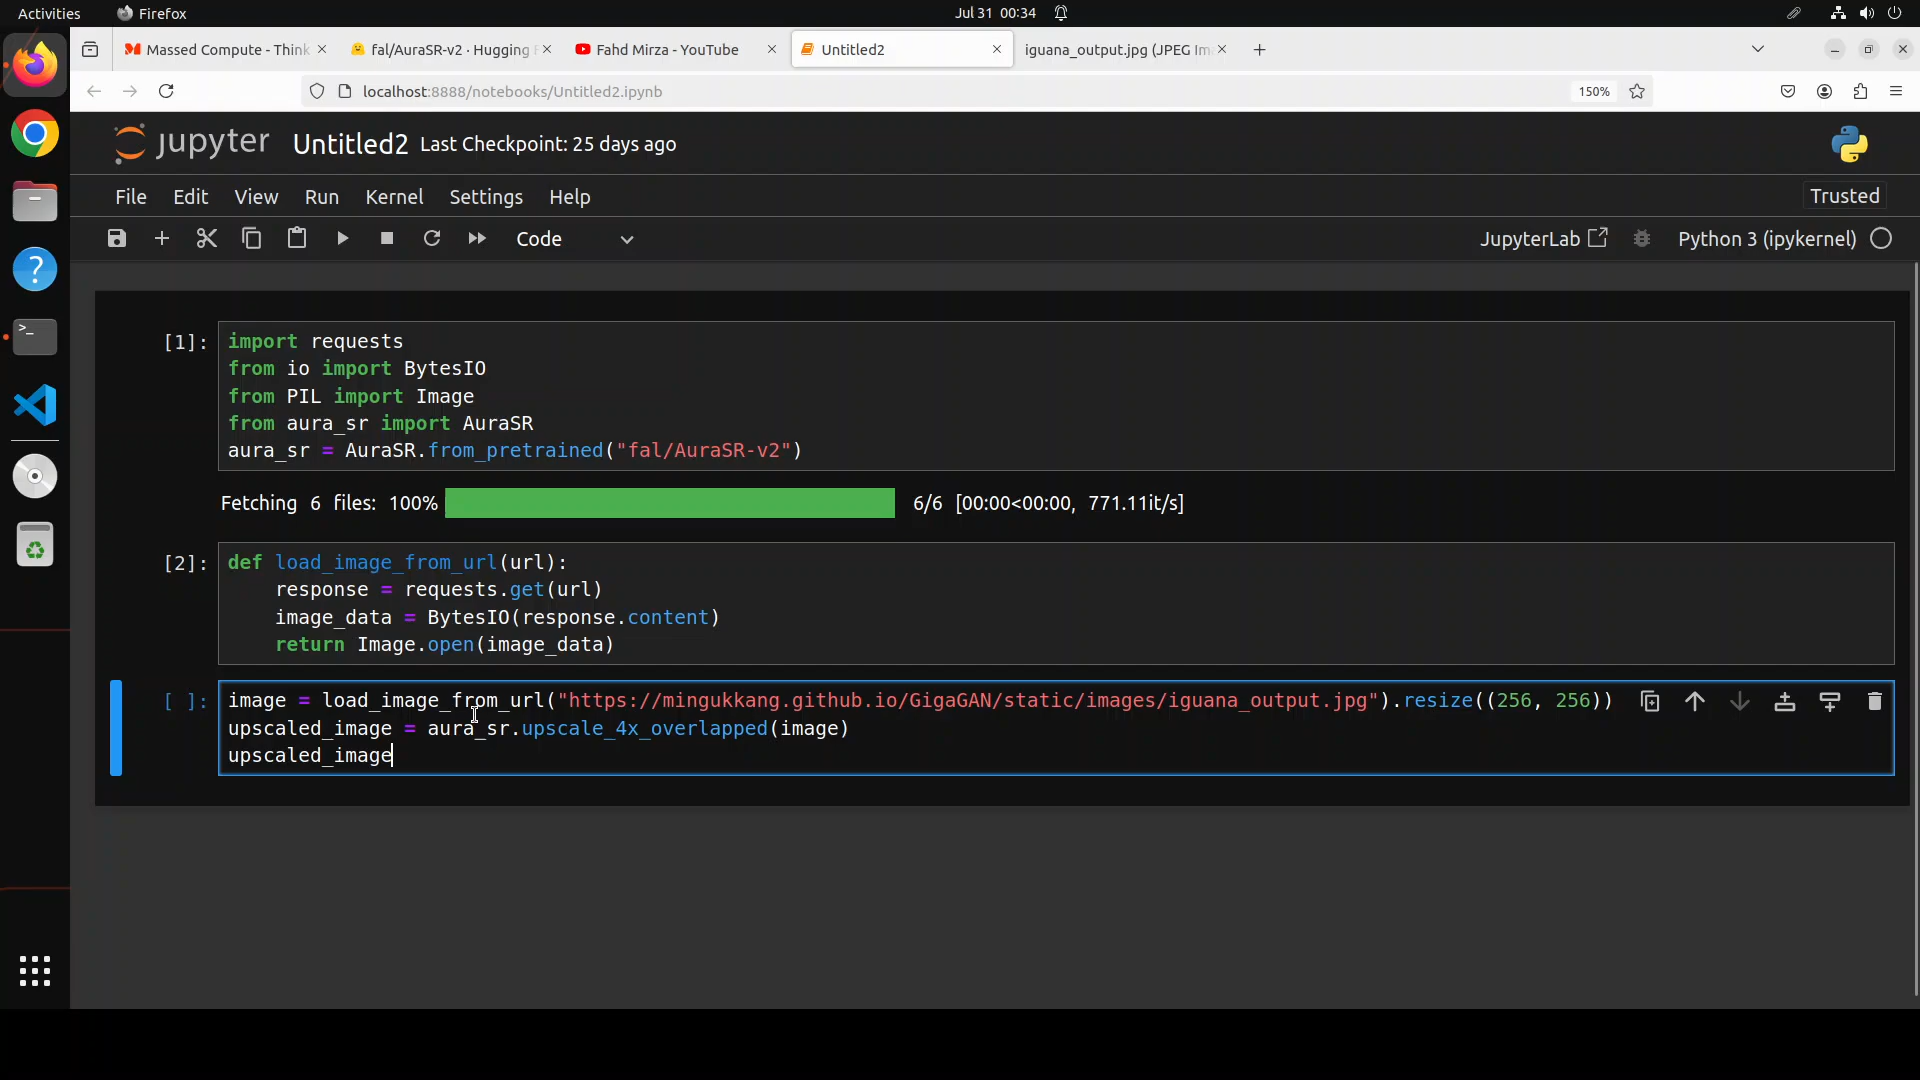 Activities
Firefox
Jul 31 00:34
Massed Compute - Think
fal/AuraSR-v2 · Hugging F
Fahd Mirza - YouTube
Untitled2
iguana_output.jpg (JPEG Im
localhost:8888/notebooks/Untitled2.ipynb
150%
jupyter Untitled2 Last Checkpoint: 25 days ago
File Edit View Run Kernel Settings Help
Trusted
Code
JupyterLab
Python 3 (ipykernel)
[1]:
import requests
from io import BytesIO
from PIL import Image
from aura_sr import AuraSR
aura_sr = AuraSR.from_pretrained("fal/AuraSR-v2")
Fetching 6 files: 100% 6/6 [00:00<00:00, 771.11it/s]
[2]:
def load_image_from_url(url):
    response = requests.get(url)
    image_data = BytesIO(response.content)
    return Image.open(image_data)
[ ]:
image = load_image_from_url("https://mingukkang.github.io/GigaGAN/static/images/iguana_output.jpg").resize((256, 256))
upscaled_image = aura_sr.upscale_4x_overlapped(image)
upscaled_image